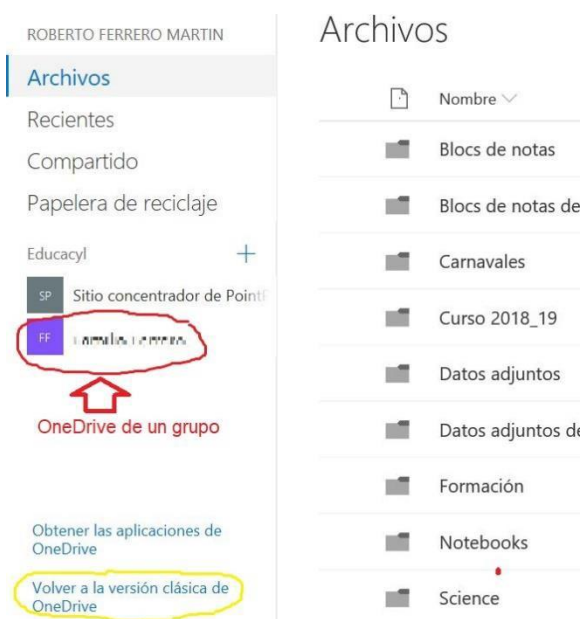 ROBERTO FERRERO MARTIN
Archivos
Recientes
Compartido
Papelera de reciclaje
Educacyl +
SP Sitio concentrador de Point
FF
OneDrive de un grupo
Obtener las aplicaciones de
OneDrive
Volver a la versión clásica de
OneDrive
Archivos
Nombre
Blocs de notas
Blocs de notas de
Carnavales
Curso 2018_19
Datos adjuntos
Datos adjuntos de
Formación
Notebooks
Science